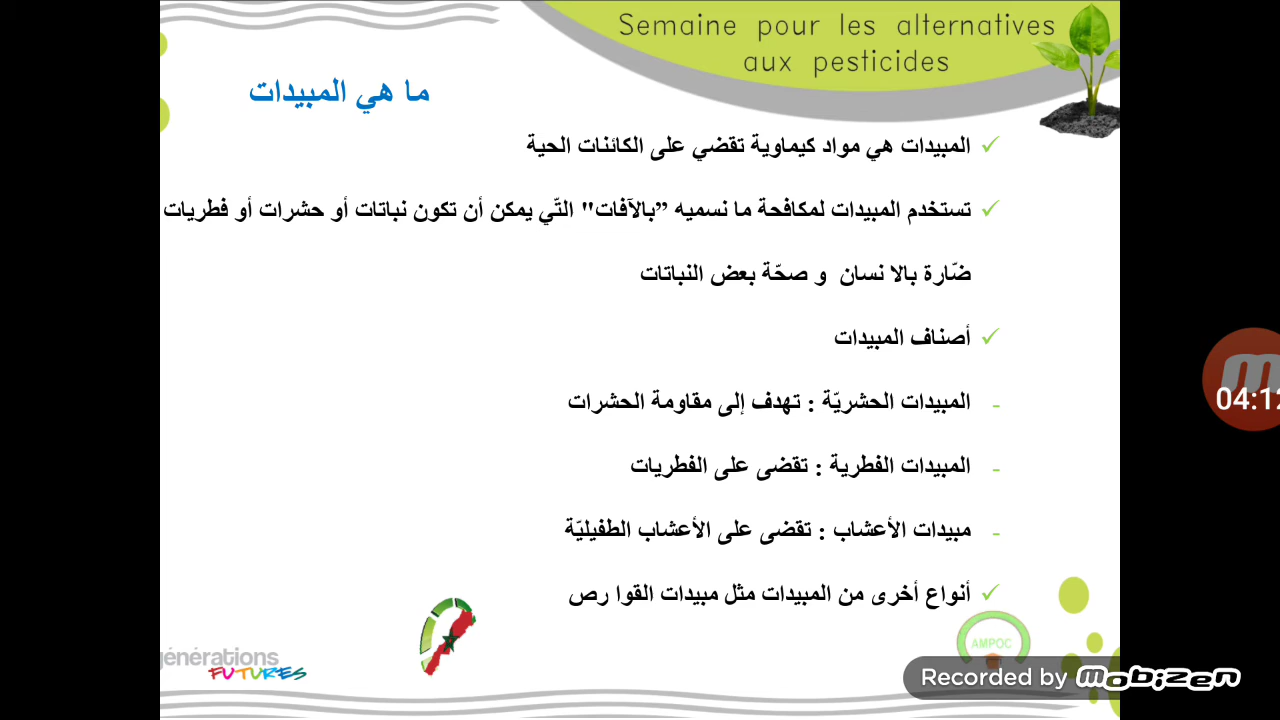 Semaine pour les alternatives
aux pesticides
ما هي المبيدات
المبيدات هي مواد كيماوية تقضي على الكائنات الحية
تستخدم المبيدات لمكافحة ما نسميه ”بالآفات" التّي يمكن أن تكون نباتات أو حشرات أو فطريات
ضّارة بالا نسان و صحّة بعض النباتات
أصناف المبيدات
- المبيدات الحشريّة : تهدف إلى مقاومة الحشرات
- المبيدات الفطرية : تقضى على الفطريات
- مبيدات الأعشاب : تقضى على الأعشاب الطفيليّة
أنواع أخرى من المبيدات مثل مبيدات القوا رص
04:12
AMPOC
générations
FUTURES
Recorded by mobizen